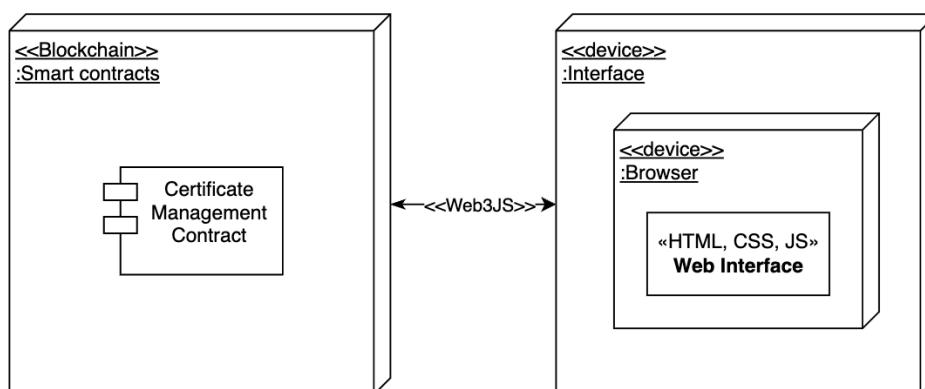 <<Blockchain>>
:Smart contracts
Certificate
Management
Contract
<<Web3JS>>
<<device>>
:Interface
<<device>>
:Browser
«HTML, CSS, JS»
Web Interface